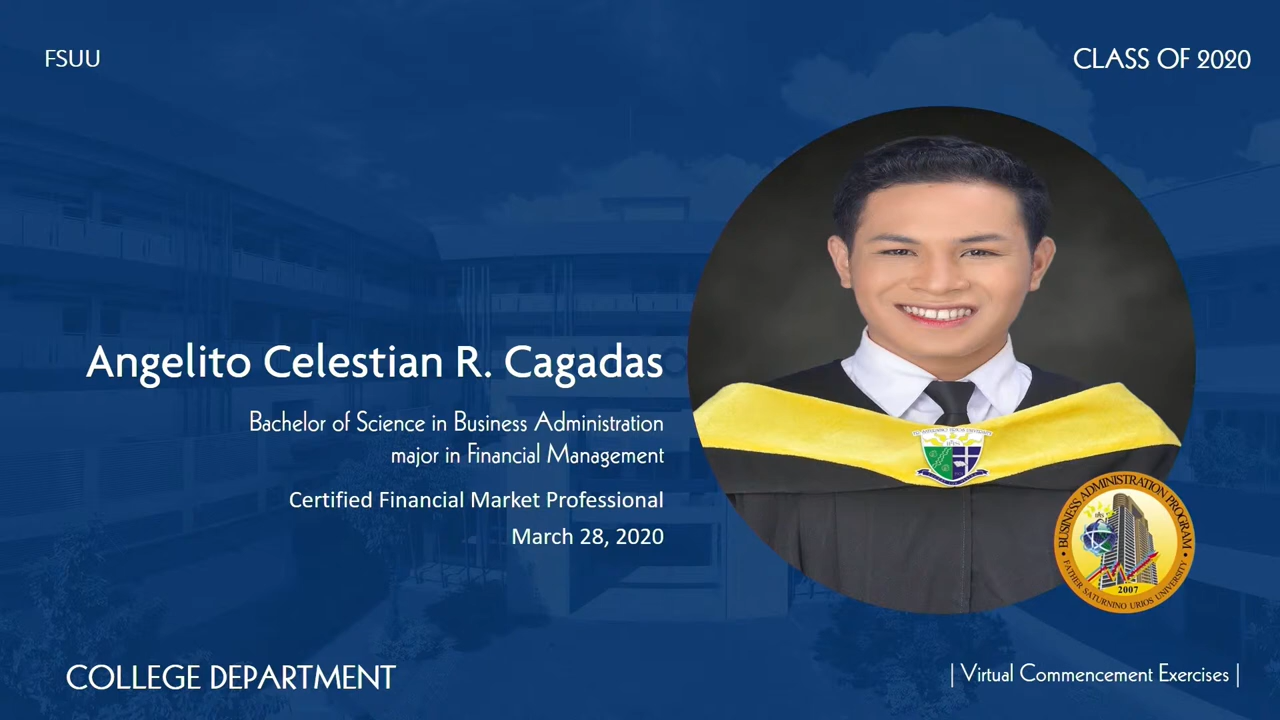 FSUU
CLASS OF 2020
Angelito Celestian R. Cagadas
Bachelor of Science in Business Administration
major in Financial Management
Certified Financial Market Professional
March 28, 2020
BUSINESS ADMINISTRATION PROGRAM
2007
FATHER SATURNINO URIOS UNIVERSITY
COLLEGE DEPARTMENT
| Virtual Commencement Exercises |